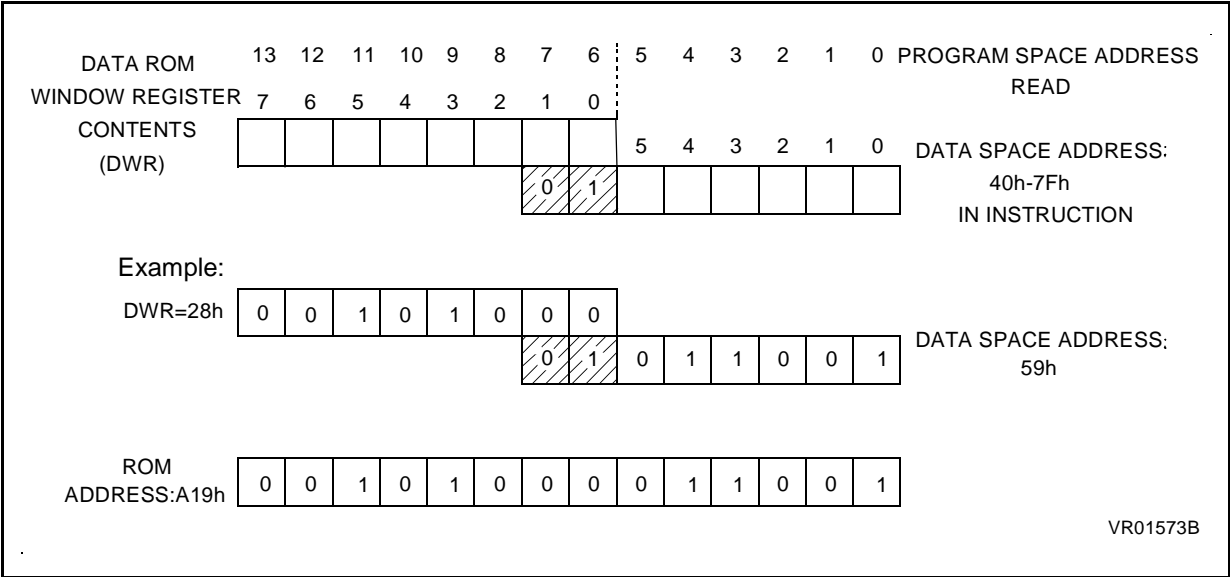 13 12 11 10 9 8 7 6 5 4 3 2 1 0 PROGRAM SPACE ADDRESS
READ
DATA ROM
WINDOW REGISTER
CONTENTS
(DWR)
7 6 5 4 3 2 1 0
5 4 3 2 1 0 DATA SPACE ADDRESS:
40h-7Fh
IN INSTRUCTION
0 1
Example:
DWR=28h 0 0 1 0 1 0 0 0
0 1 0 1 1 0 0 1 DATA SPACE ADDRESS:
59h
ROM
ADDRESS:A19h 0 0 1 0 1 0 0 0 0 1 1 0 0 1
VR01573B